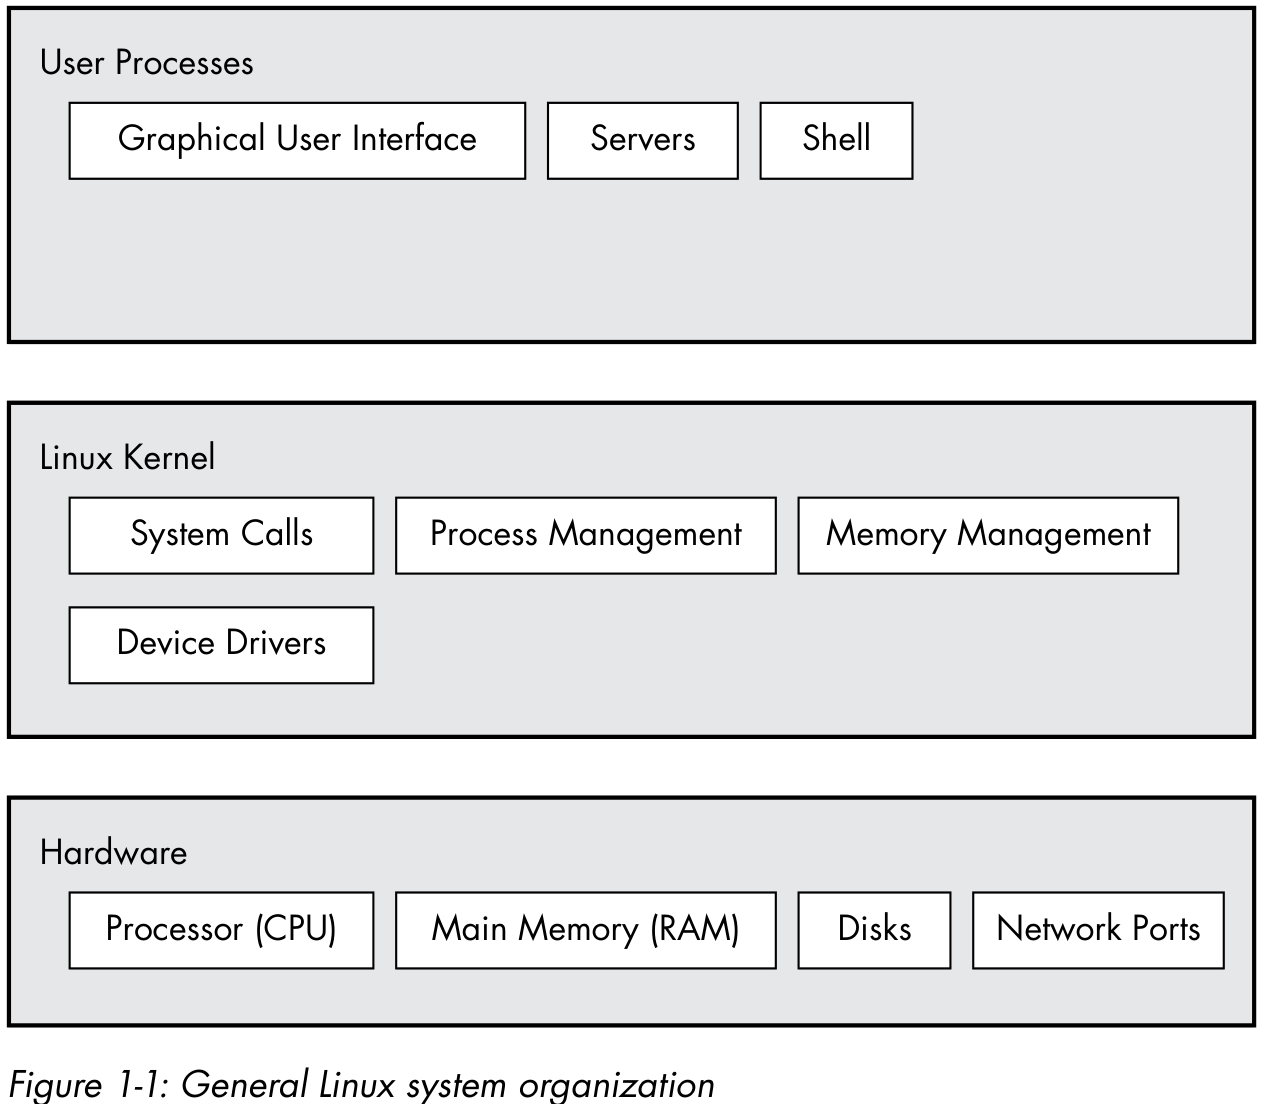 User Processes
Graphical User Interface
Servers
Shell
Linux Kernel
System Calls
Process Management
Memory Management
Device Drivers
Hardware
Processor (CPU)
Main Memory (RAM)
Disks
Network Ports
Figure 1-1: General Linux system organization